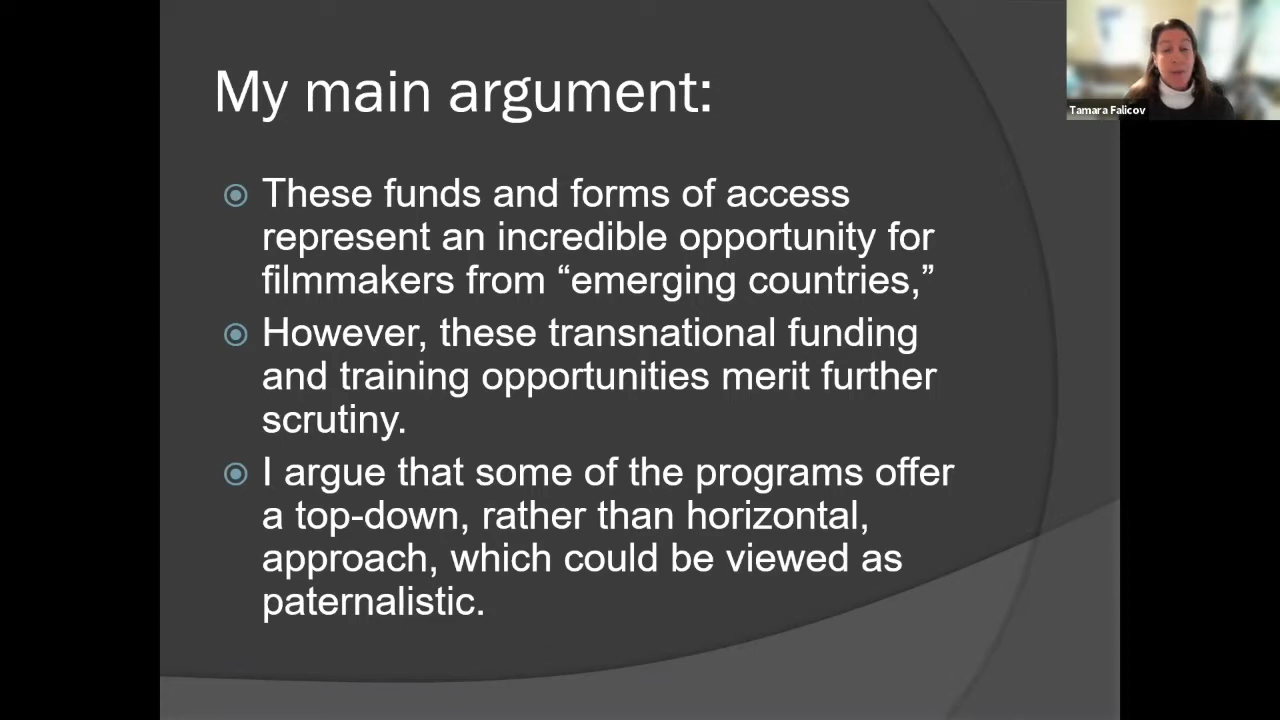 My main argument:
These funds and forms of access
represent an incredible opportunity for
filmmakers from “emerging countries,”
However, these transnational funding
and training opportunities merit further
scrutiny.
I argue that some of the programs offer
a top-down, rather than horizontal,
approach, which could be viewed as
paternalistic.
Tamara Falicov